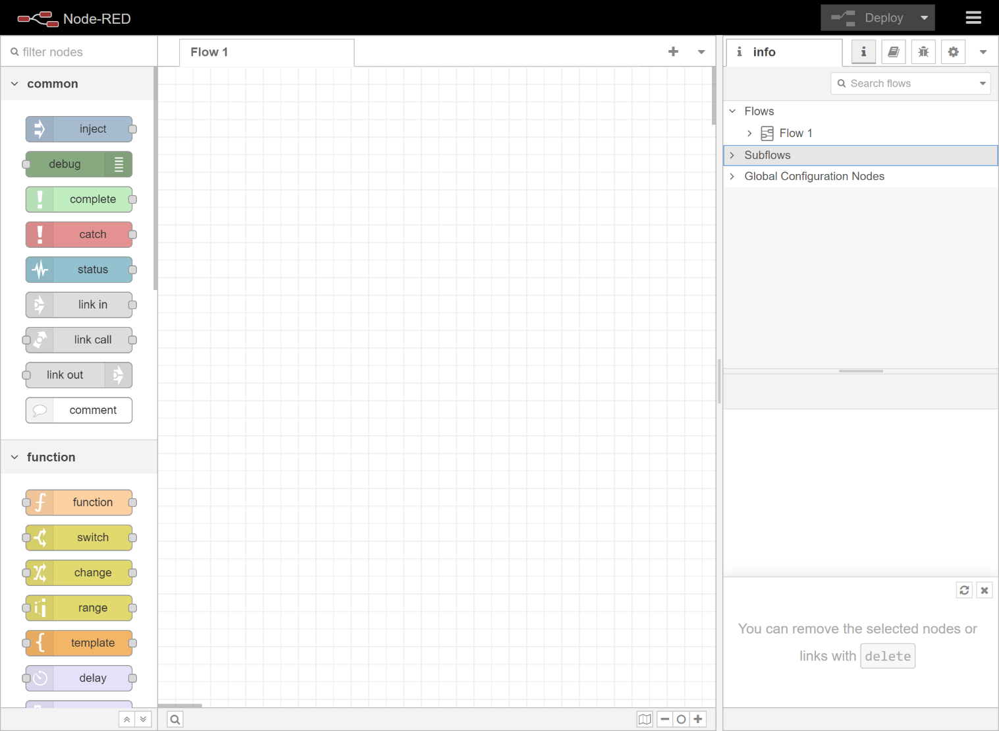 Node-RED
Deploy
filter nodes
Flow 1
info
common
Search flows
inject
debug
complete
catch
status
link in
link call
link out
comment
function
function
switch
change
range
template
delay
Flows
Flow 1
Subflows
Global Configuration Nodes
You can remove the selected nodes or
links with delete